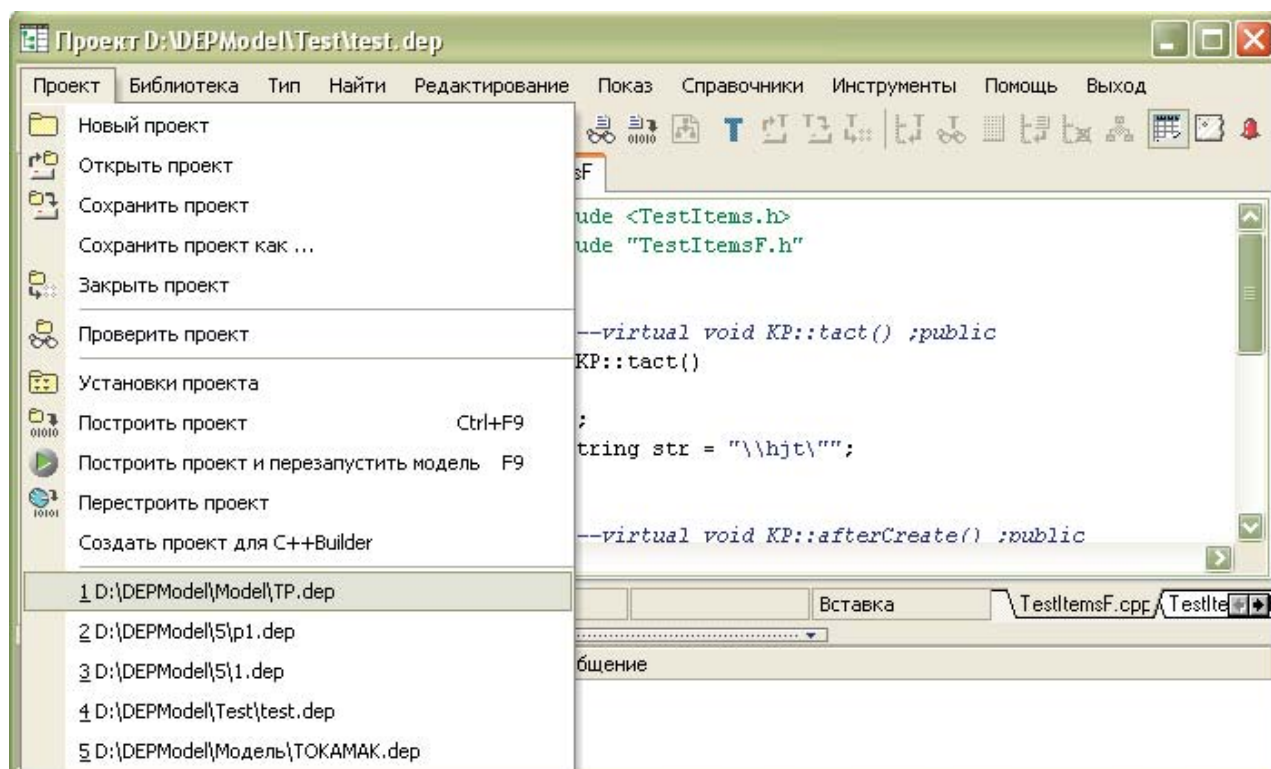 Проект D:\DEPModel\Test\test.dep
Проект Библиотека Тип Найти Редактирование Показ Справочники Инструменты Помощь Выход
Новый проект
Открыть проект
Сохранить проект
Сохранить проект как ...
Закрыть проект
Проверить проект
Установки проекта
Построить проект Ctrl+F9
Построить проект и перезапустить модель F9
Перестроить проект
Создать проект для C++Builder
1 D:\DEPModel\Model\TP.dep
2 D:\DEPModel\5\p1.dep
3 D:\DEPModel\5\1.dep
4 D:\DEPModel\Test\test.dep
5 D:\DEPModel\Модель\TOKAMAK.dep
sF
ude <TestItems.h>
ude "TestItemsF.h"
--virtual void KP::tact() ;public
KP::tact()
;
tring str = "\\hjt\"";
--virtual void KP::afterCreate() ;public
Вставка TestItemsF.cpp TestIte
бщение